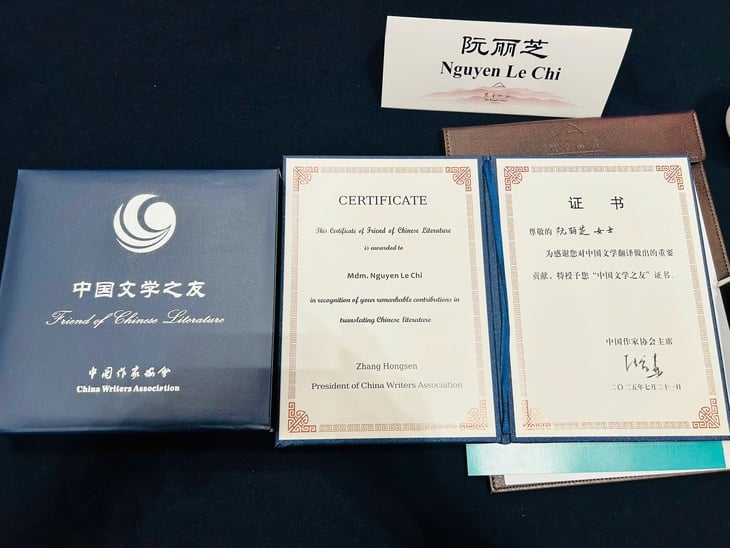 阮丽芝
Nguyen Le Chi
中国文学之友
Friend of Chinese Literature
中国作家协会
China Writers Association
CERTIFICATE
This Certificate of Friend of Chinese Literature
is awarded to
Mdm. Nguyen Le Chi
in recognition of your remarkable contributions in
translating Chinese literature
Zhang Hongsen
President of China Writers Association
证 书
尊敬的 阮丽芝 女士
为感谢您对中国文学翻译做出的重要
贡献，特授予您“中国文学之友”证书。
中国作家协会主席
二〇二五年七月二十一日